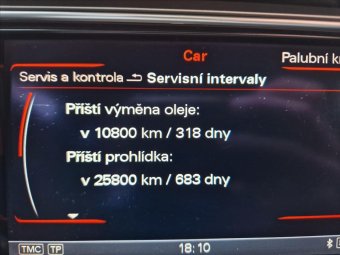 Car
Palubní
Servis a kontrola Servisní intervaly
Příští výměna oleje:
v 10800 km / 318 dny
Příští prohlídka:
v 25800 km / 683 dny
TMC TP
18:10